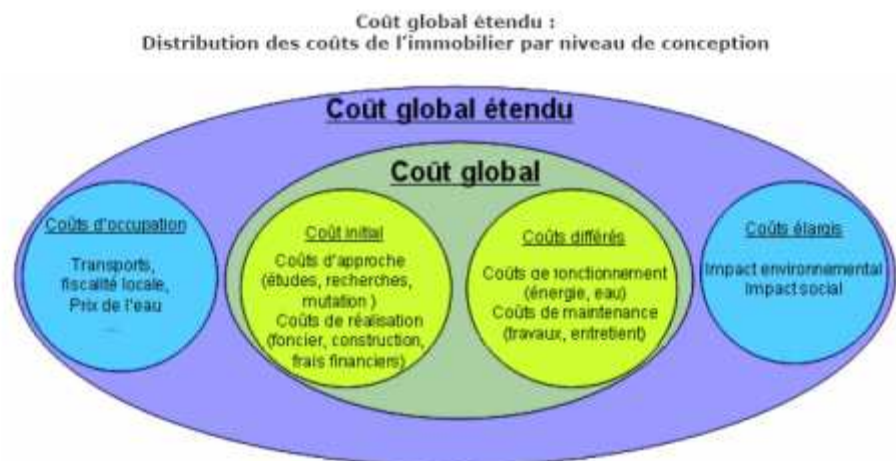 Coût global étendu :
Distribution des coûts de l'immobilier par niveau de conception
Coût global étendu
Coût global
Coûts d'occupation
Transports,
fiscalité locale,
Prix de l'eau
...
Coût initial
Coûts d'approche
(études, recherches,
mutation )
Coûts de réalisation
(foncier, construction,
frais financiers)
Coûts différés
Coûts de fonctionnement
(énergie, eau)
Coûts de maintenance
(travaux, entretient)
Coûts élargis
Impact environnemental
Impact social